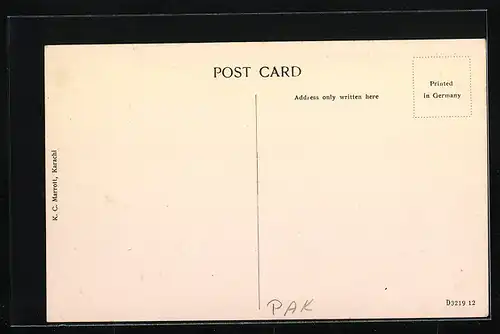 POST CARD
Address only written here
Printed
in Germany
K. C. Marrott, Karachi
PAK
D3219 12